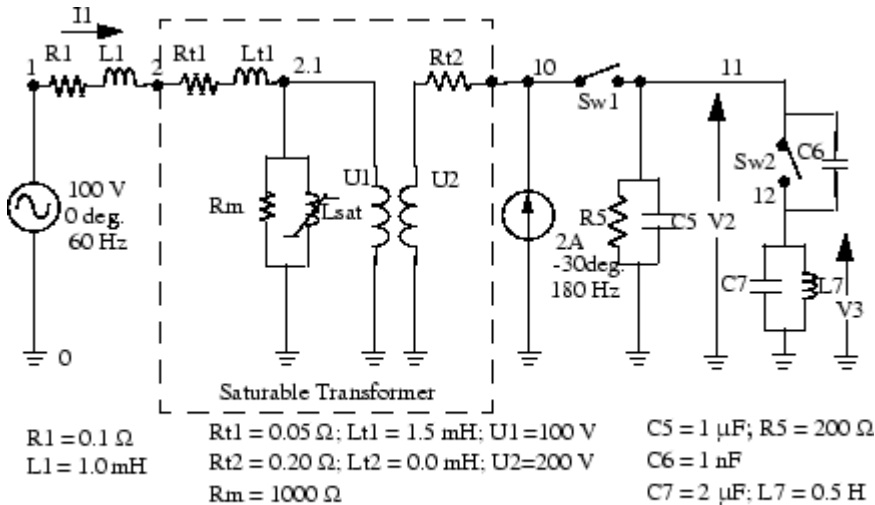 I1
R1 L1 Rt1 Lt1 Rt2
1 2 2.1 10 11
Sw1
100 V
0 deg.
60 Hz
Rm
Lsat
U1 U2
2A
-30deg.
180 Hz
R5
C5
V2
Sw2
C6
12
C7
L7
V3
0
Saturable Transformer
R1 = 0.1 Ω
L1 = 1.0 mH
Rt1 = 0.05 Ω; Lt1 = 1.5 mH; U1=100 V
Rt2 = 0.20 Ω; Lt2 = 0.0 mH; U2=200 V
Rm = 1000 Ω
C5 = 1 μF; R5 = 200 Ω
C6 = 1 nF
C7 = 2 μF; L7 = 0.5 H